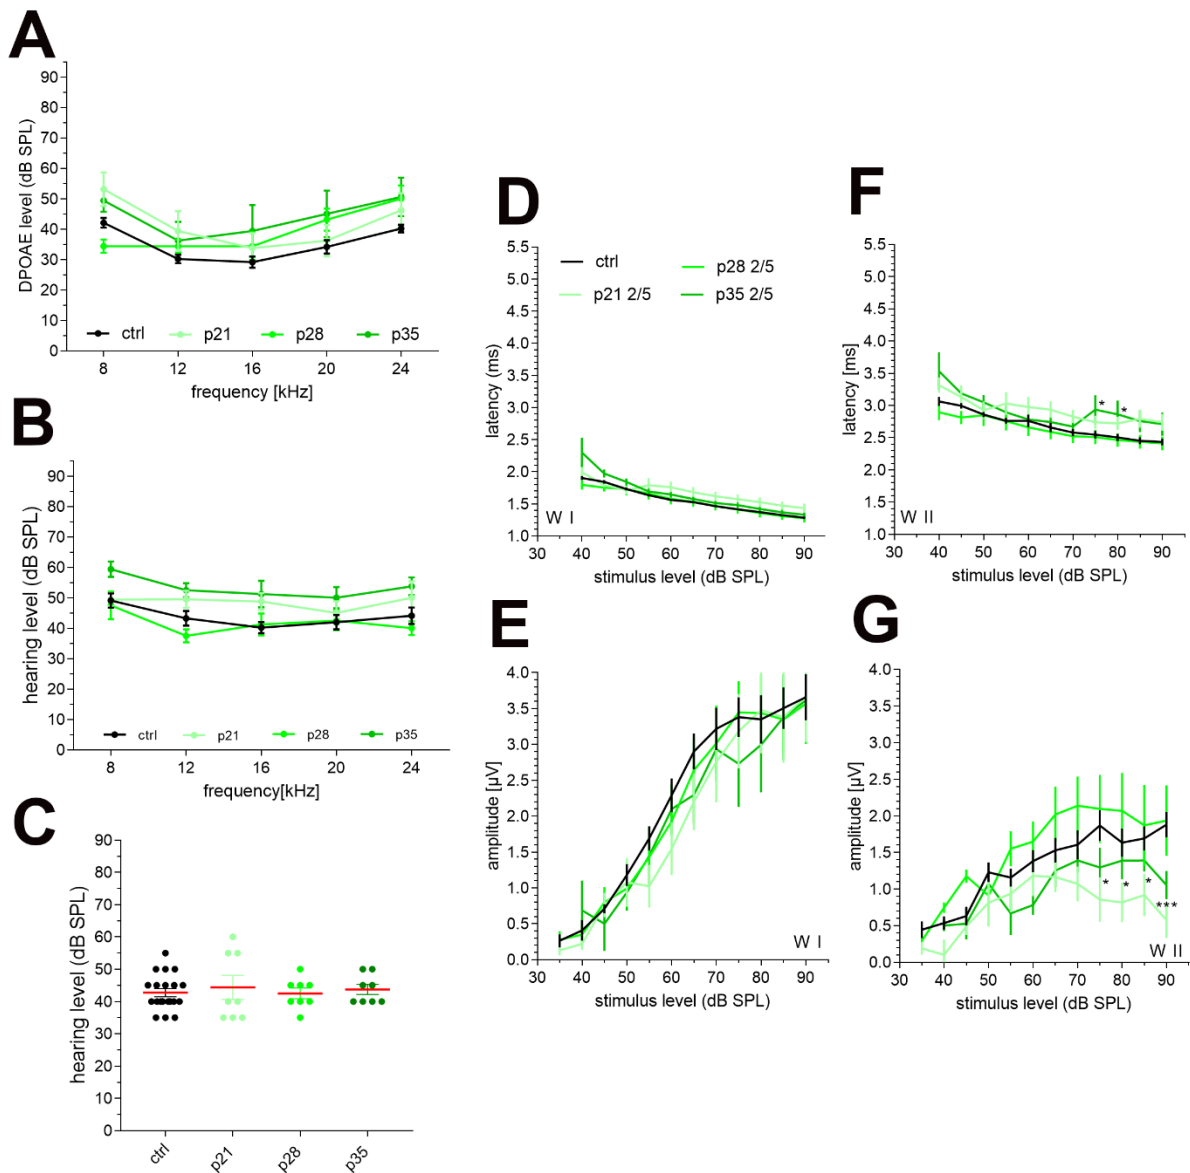 A
DPOAE level (dB SPL)
90
80
70
60
50
40
30
20
10
0
ctrl p21 p28 p35
8 12 16 20 24
frequency [kHz]
B
hearing level (dB SPL)
90
80
70
60
50
40
30
20
10
0
ctrl p21 p28 p35
8 12 16 20 24
frequency[kHz]
C
hearing level (dB SPL)
90
80
70
60
50
40
30
20
10
0
ctrl p21 p28 p35
D
latency (ms)
5.5
5.0
4.5
4.0
3.5
3.0
2.5
2.0
1.5
1.0
ctrl p28 2/5
p21 2/5 p35 2/5
W I
30 40 50 60 70 80 90
stimulus level (dB SPL)
E
amplitude [µV]
4.0
3.5
3.0
2.5
2.0
1.5
1.0
0.5
0.0
W I
30 40 50 60 70 80 90
stimulus level (dB SPL)
F
latency [ms]
5.5
5.0
4.5
4.0
3.5
3.0
2.5
2.0
1.5
1.0
* *
W II
30 40 50 60 70 80 90
stimulus level (dB SPL)
G
amplitude [µV]
4.0
3.5
3.0
2.5
2.0
1.5
1.0
0.5
0.0
* * * ***
W II
30 40 50 60 70 80 90
stimulus level (dB SPL)